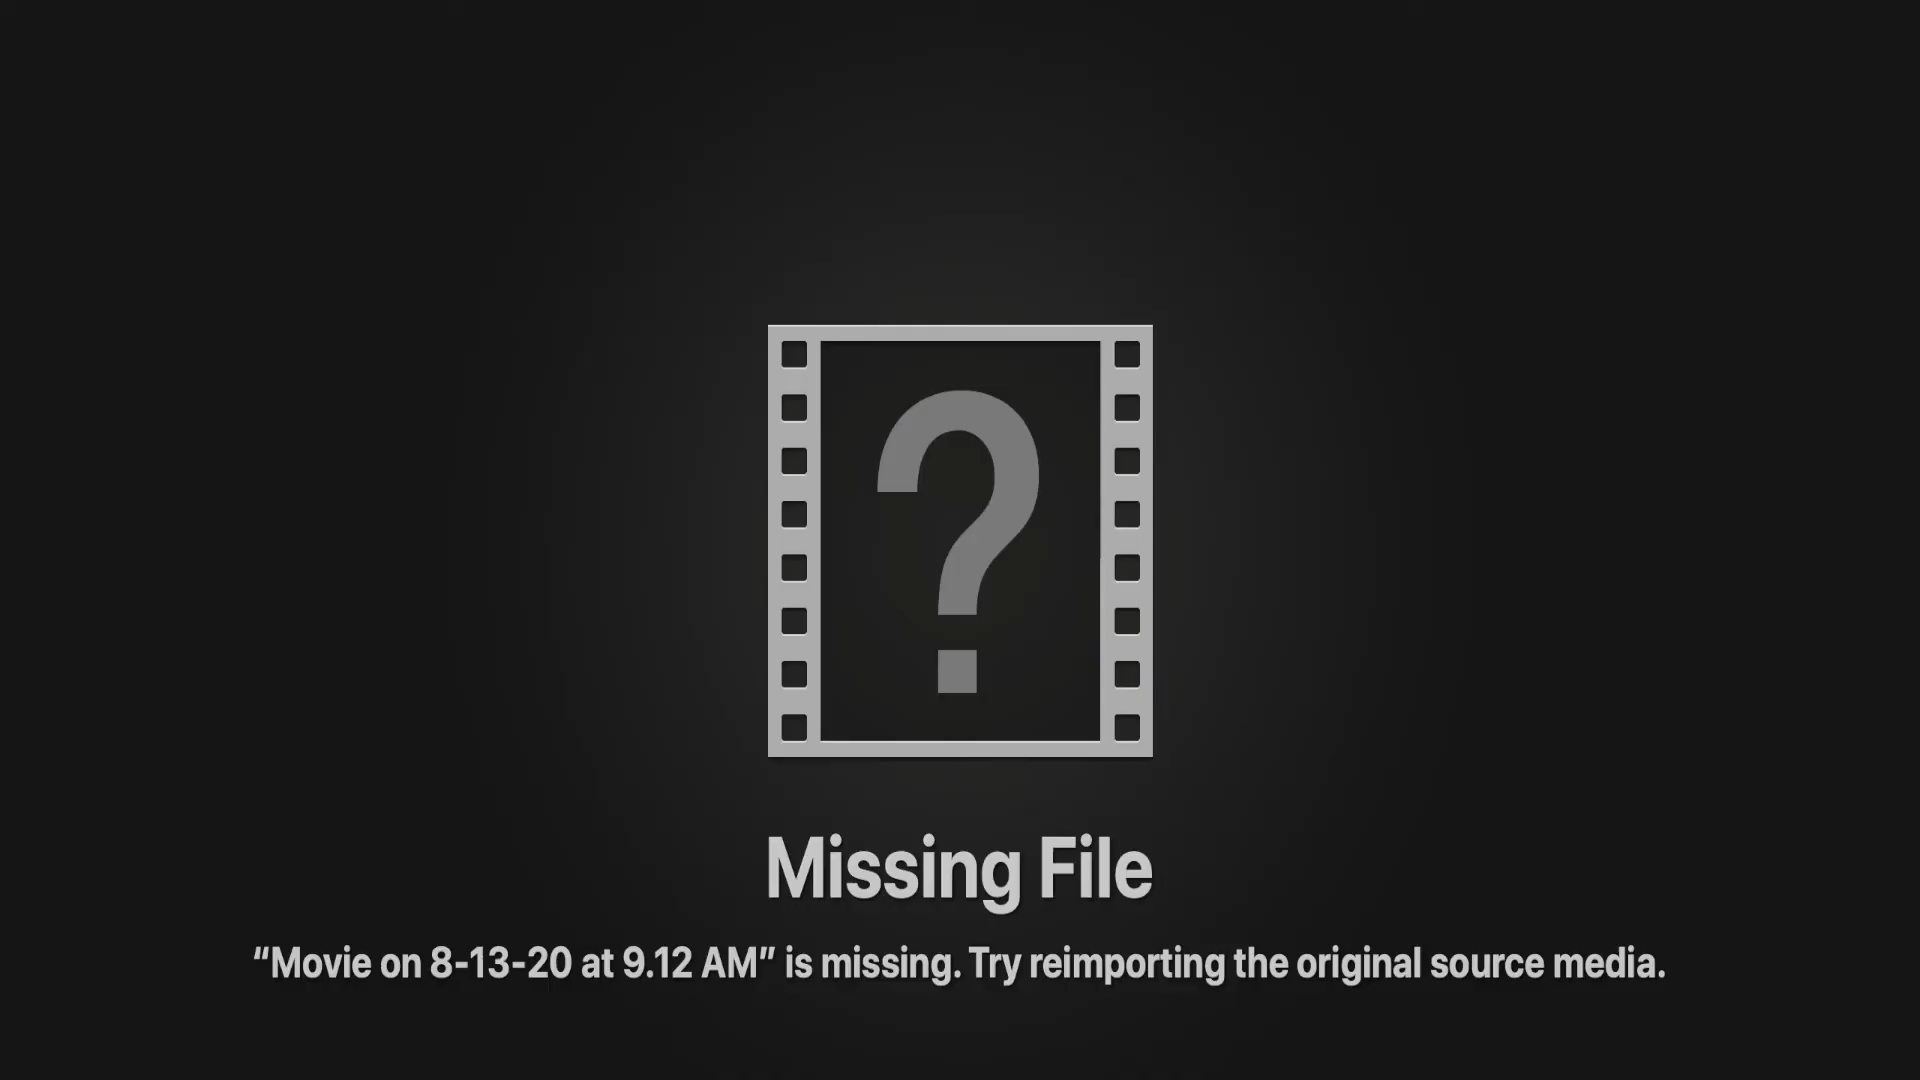 ?
Missing File
“Movie on 8-13-20 at 9.12 AM” is missing. Try reimporting the original source media.